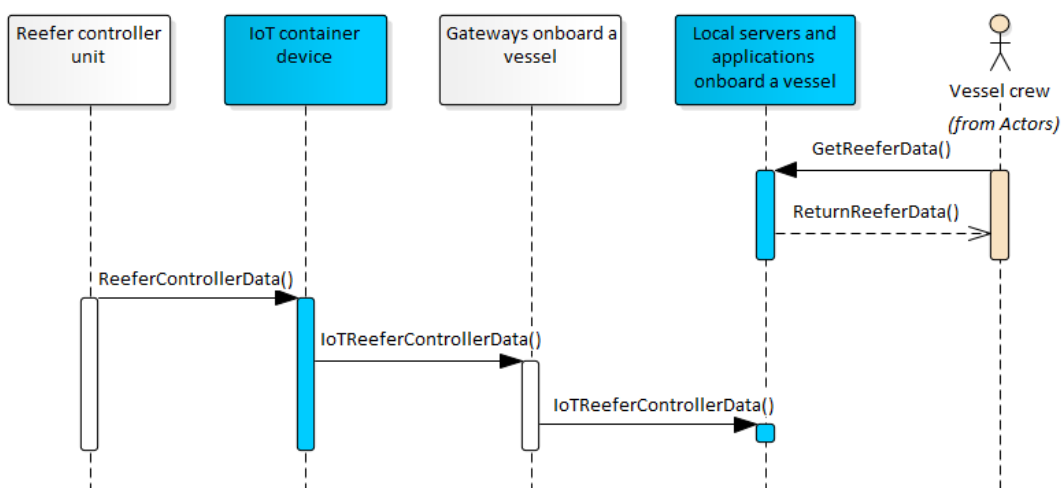 Reefer controller
unit
IoT container
device
Gateways onboard a
vessel
Local servers and
applications
onboard a vessel
Vessel crew
(from Actors)
GetReeferData()
ReturnReeferData()
ReeferControllerData()
IoTReeferControllerData()
IoTReeferControllerData()